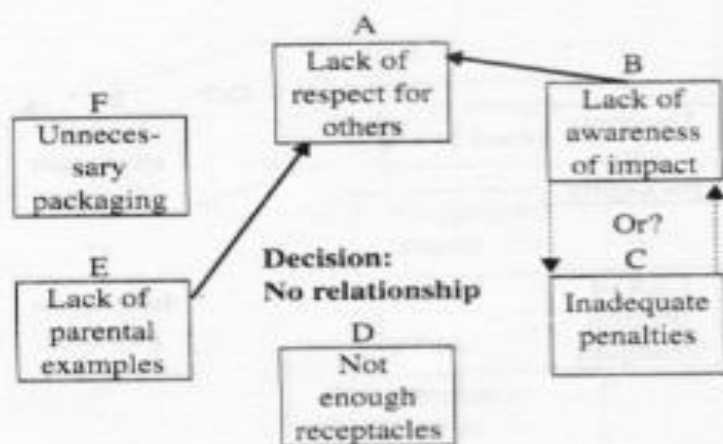 A
Lack of
respect for
others
B
Lack of
awareness
of impact
F
Unneces-
sary
packaging
Or?
C
Inadequate
penalties
E
Lack of
parental
examples
Decision:
No relationship
D
Not
enough
receptacles